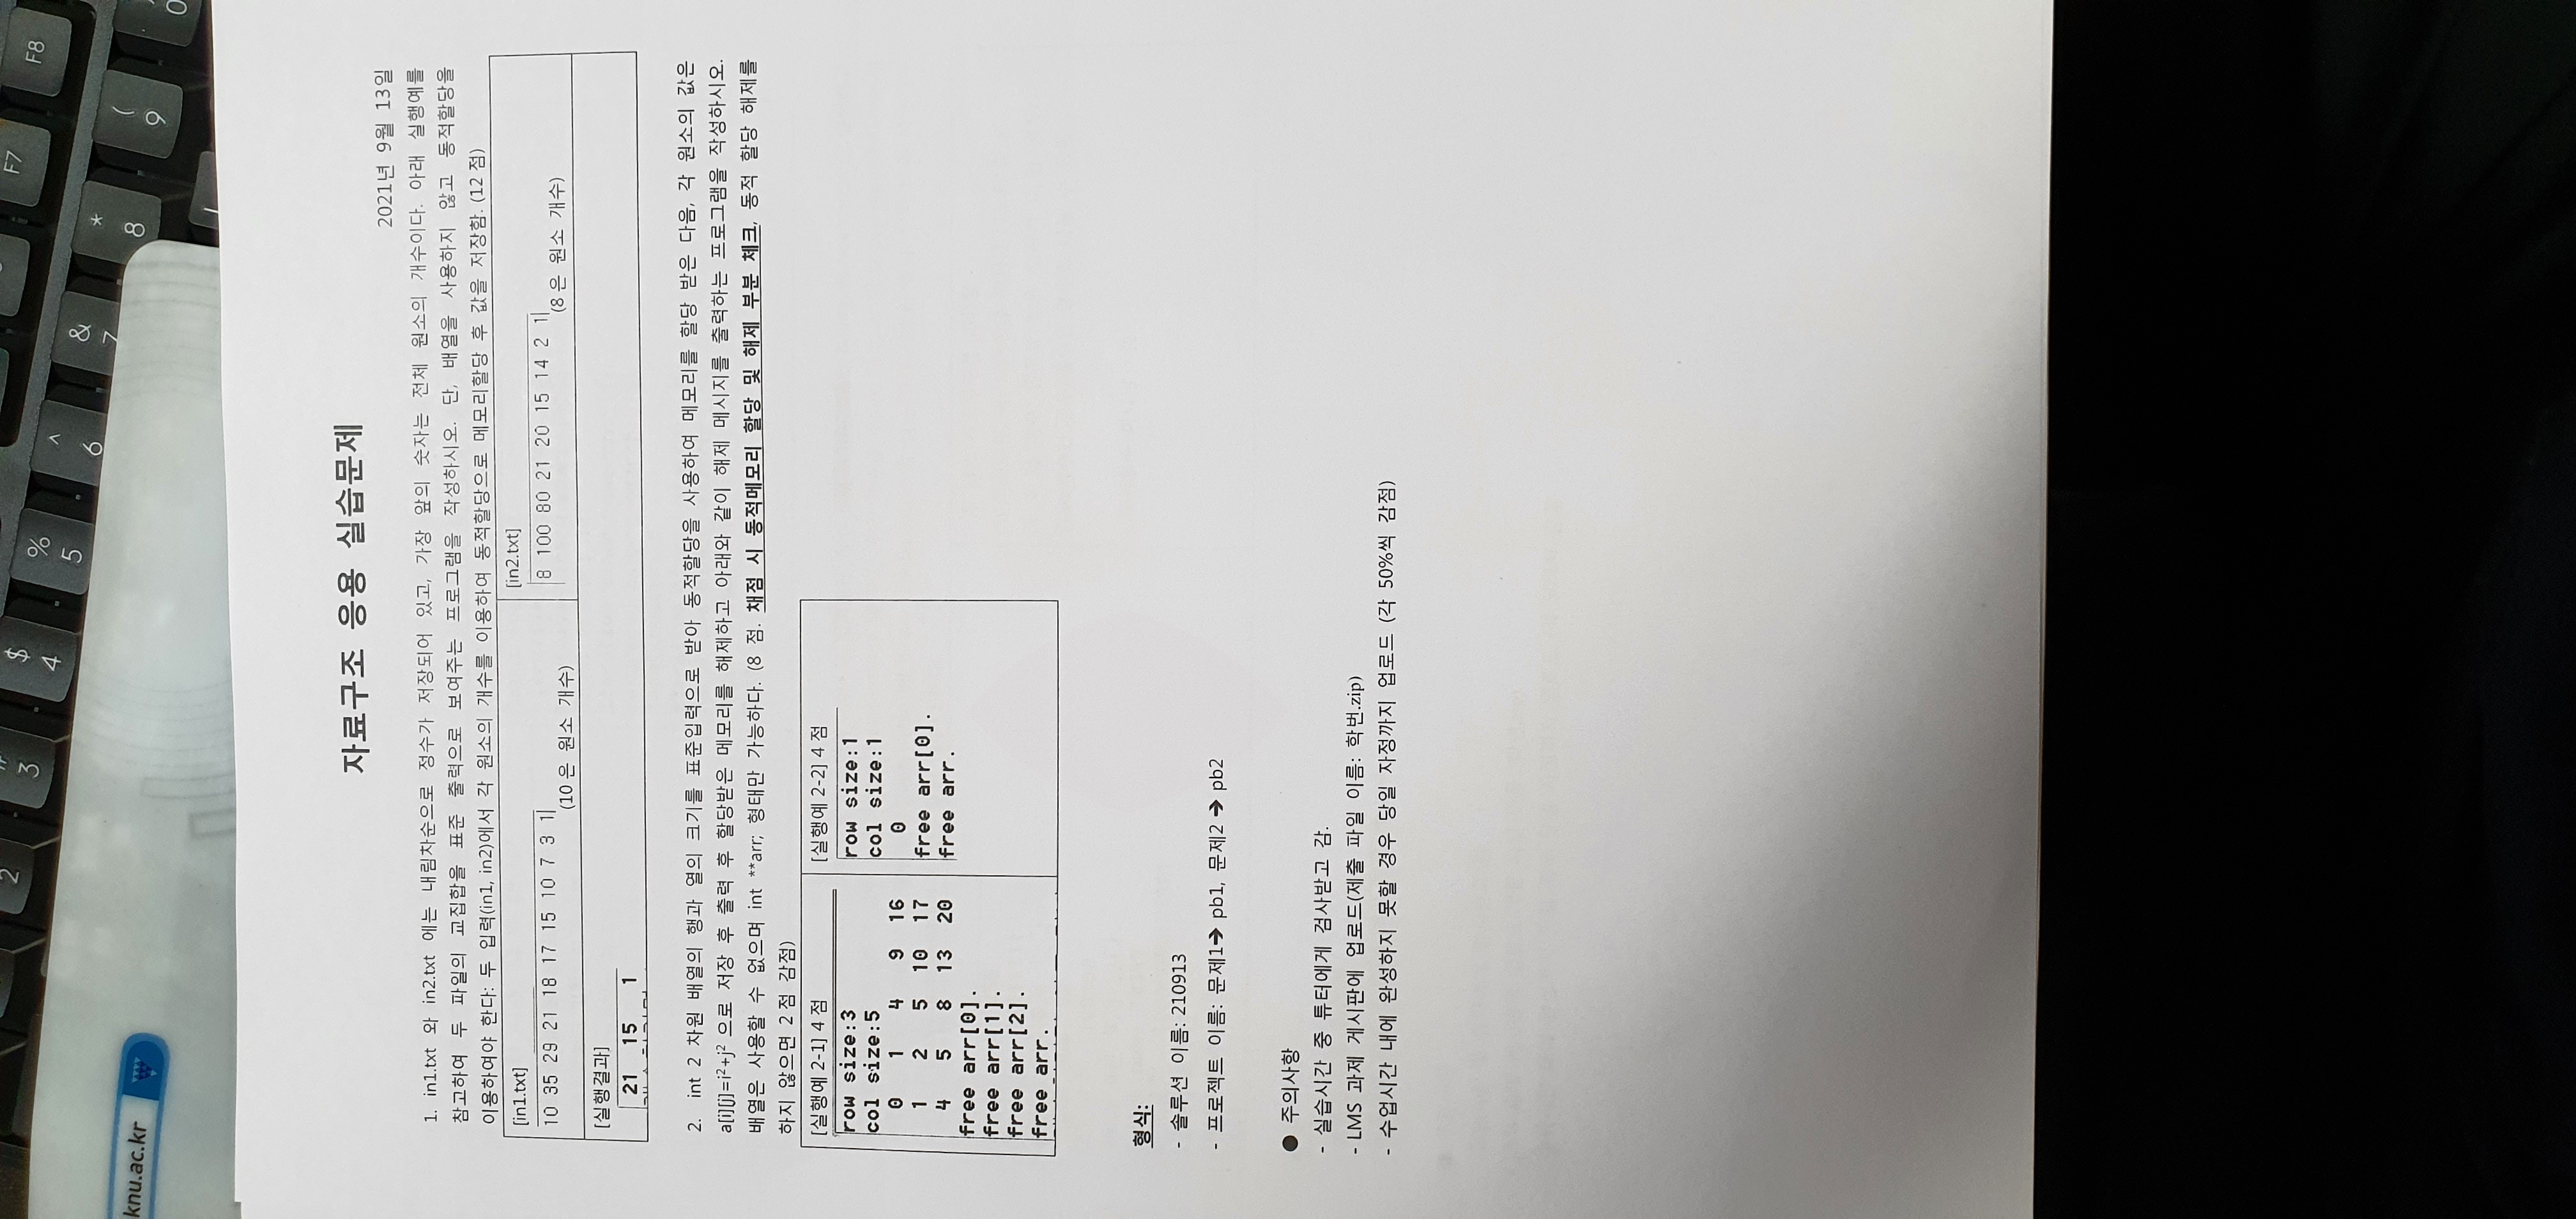 2
3
$
4
%
5
^
6
&
7
*
8
(
9
0
F7
F8
knu.ac.kr
자료구조 응용 실습문제
2021년 9월 13일
1. in1.txt 와 in2.txt 에는 내림차순으로 정수가 저장되어 있고, 가장 앞의 숫자는 전체 원소의 개수이다. 아래 실행예를
참고하여 두 파일의 교집합을 표준 출력으로 보여주는 프로그램을 작성하시오. 단, 배열을 사용하지 않고 동적할당을
이용하여야 한다: 두 입력(in1, in2)에서 각 원소의 개수를 이용하여 동적할당으로 메모리할당 후 값을 저장함. (12 점)
[in1.txt]
10 35 29 21 18 17 15 10 7 3 1
(10 은 원소 개수)
[in2.txt]
8 100 80 21 20 15 14 2 1
(8 은 원소 개수)
[실행결과]
21 15 1
2. int 2 차원 배열의 행과 열의 크기를 표준입력으로 받아 동적할당을 사용하여 메모리를 할당 받은 다음, 각 원소의 값은
a[i][j]=i²+j² 으로 저장 후 출력 후 할당받은 메모리를 해제하고 아래와 같이 해제 메시지를 출력하는 프로그램을 작성하시오.
배열은 사용할 수 없으며 int **arr; 형태만 가능하다. (8 점. 채점 시 동적메모리 할당 및 해제 부분 체크, 동적 할당 해제를
하지 않으면 2 점 감점)
[실행예 2-1] 4 점
row size:3
col size:5
0 1 4 9 16
1 2 5 10 17
4 5 8 13 20
free arr[0].
free arr[1].
free arr[2].
free arr.
[실행예 2-2] 4 점
row size:1
col size:1
0
free arr[0].
free arr.
형식:
- 솔루션 이름: 210913
- 프로젝트 이름: 문제1➔ pb1, 문제2 ➔ pb2
● 주의사항
- 실습시간 중 튜터에게 검사받고 감.
- LMS 과제 게시판에 업로드(제출 파일 이름: 학번.zip)
- 수업시간 내에 완성하지 못할 경우 당일 자정까지 업로드 (각 50%씩 감점)